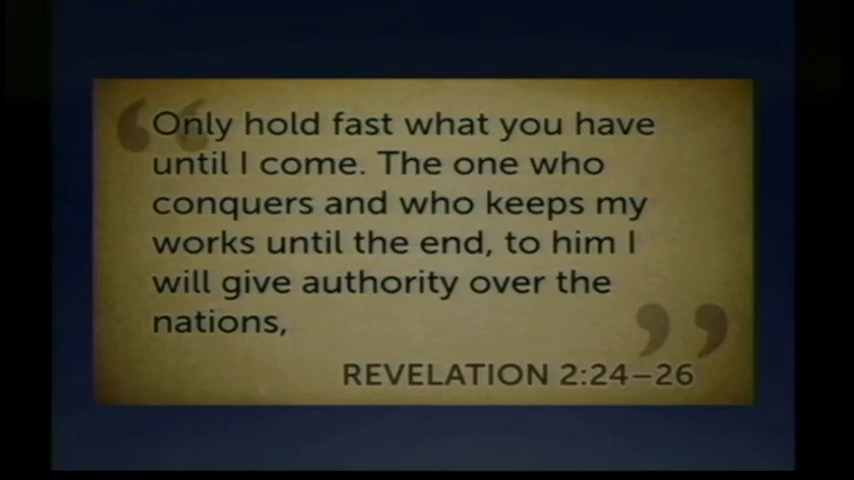 Only hold fast what you have
until I come. The one who
conquers and who keeps my
works until the end, to him I
will give authority over the
nations,
REVELATION 2:24–26